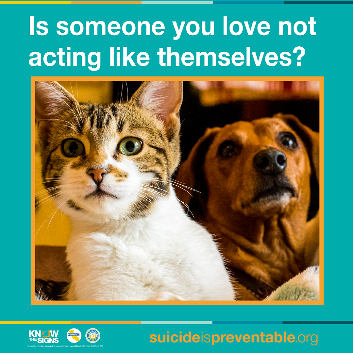 Is someone you love not
acting like themselves?
KNOW
THE SIGNS
suicideispreventable.org